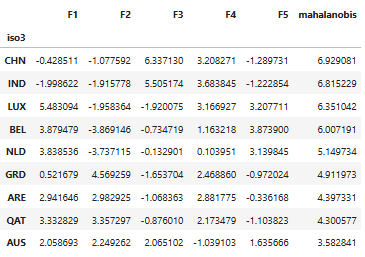 F1 F2 F3 F4 F5 mahalanobis
iso3
CHN -0.428511 -1.077592 6.337130 3.208271 -1.289731 6.929081
IND -1.998622 -1.915778 5.505174 3.683845 -1.222854 6.815229
LUX 5.483094 -1.958364 -1.920075 3.166927 3.207711 6.351042
BEL 3.879479 -3.869146 -0.734719 1.163218 3.873900 6.007191
NLD 3.838536 -3.737115 -0.132901 0.103951 3.139845 5.149734
GRD 0.521679 4.569259 -1.653704 2.468860 -0.972024 4.911973
ARE 2.941646 2.982925 -1.068363 2.881775 -0.336168 4.397331
QAT 3.332829 3.357297 -0.876010 2.173479 -1.103823 4.300577
AUS 2.058693 2.249262 2.065102 -1.039103 1.635666 3.582841